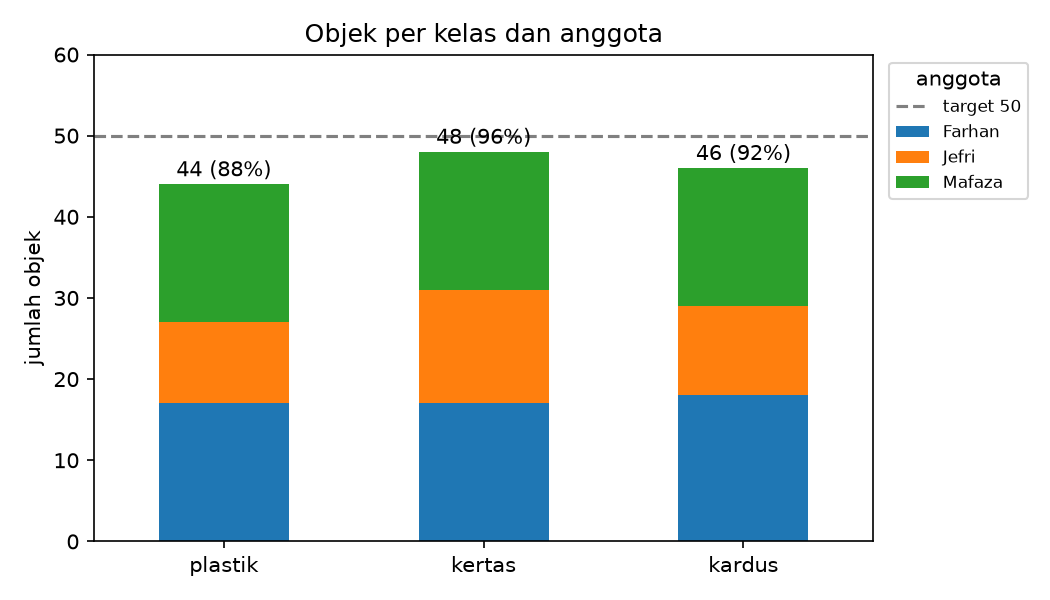 Objek per kelas dan anggota
jumlah objek
60
50
40
30
20
10
0
44 (88%)
48 (96%)
46 (92%)
plastik
kertas
kardus
anggota
target 50
Farhan
Jefri
Mafaza